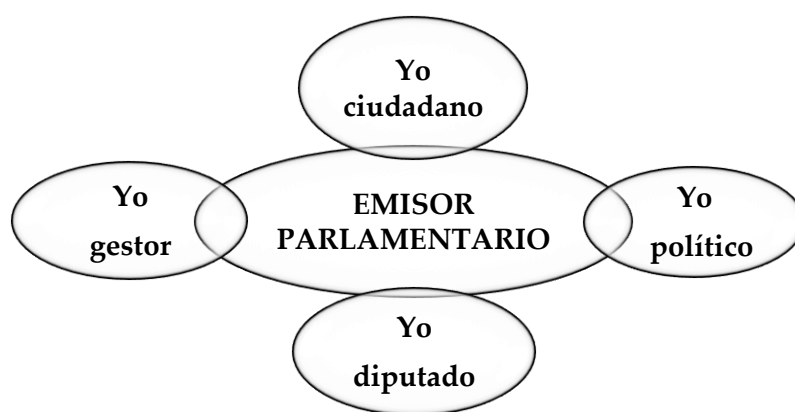 Yo
ciudadano
Yo
gestor
EMISOR
PARLAMENTARIO
Yo
político
Yo
diputado